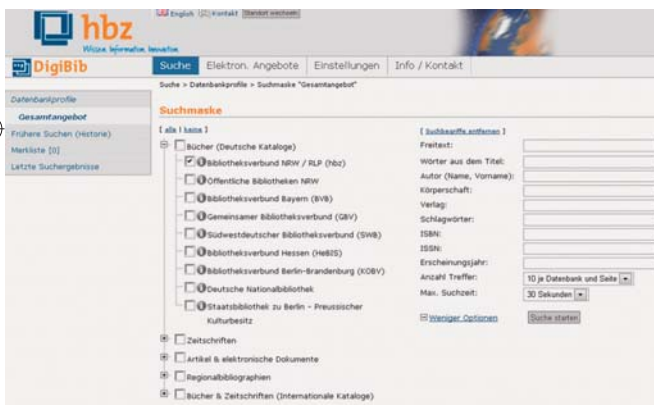 English | Kontakt Standort wechseln
hbz
Wissen Information Innovation
DigiBib
Suche Elektron. Angebote Einstellungen Info / Kontakt
Suche > Datenbankprofile > Suchmaske "Gesamtangebot"
Datenbankprofile
Gesamtangebot
Frühere Suchen (Historie)
Merkliste [0]
Letzte Suchergebnisse
Suchmaske
[ alle | keine ]
Bücher (Deutsche Kataloge)
Bibliotheksverbund NRW / RLP (hbz)
Öffentliche Bibliotheken NRW
Bibliotheksverbund Bayern (BVB)
Gemeinsamer Bibliotheksverbund (GBV)
Südwestdeutscher Bibliotheksverbund (SWB)
Bibliotheksverbund Hessen (HeBIS)
Bibliotheksverbund Berlin-Brandenburg (KOBV)
Deutsche Nationalbibliothek
Staatsbibliothek zu Berlin - Preussischer
Kulturbesitz
Zeitschriften
Artikel & elektronische Dokumente
Regionalbibliographien
Bücher & Zeitschriften (Internationale Kataloge)
[ Suchbegriffe entfernen ]
Freitext:
Wörter aus dem Titel:
Autor (Name, Vorname):
Körperschaft:
Verlag:
Schlagwörter:
ISBN:
ISSN:
Erscheinungsjahr:
Anzahl Treffer: 10 je Datenbank und Seite
Max. Suchzeit: 30 Sekunden
Weniger Optionen Suche starten